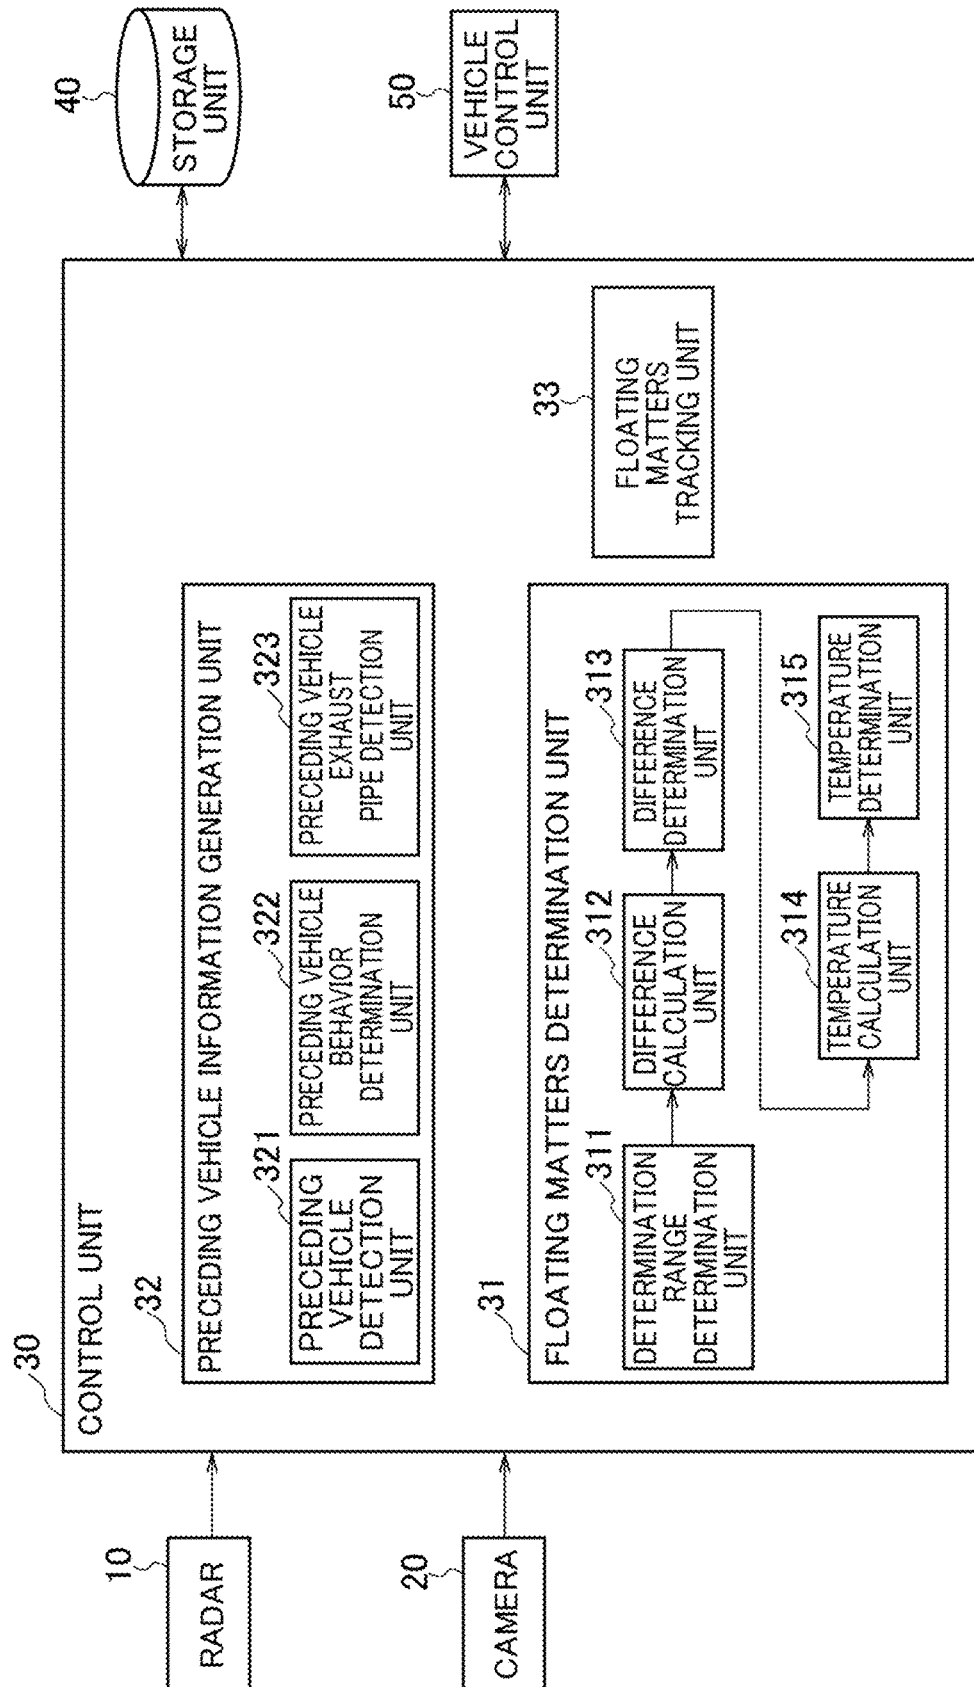 30
CONTROL UNIT
10
RADAR
20
CAMERA
32
PRECEDING VEHICLE INFORMATION GENERATION UNIT
321
PRECEDING
VEHICLE
DETECTION
UNIT
322
PRECEDING VEHICLE
BEHAVIOR
DETERMINATION
UNIT
323
PRECEDING VEHICLE
EXHAUST
PIPE DETECTION
UNIT
31
FLOATING MATTERS DETERMINATION UNIT
311
DETERMINATION
RANGE
DETERMINATION
UNIT
312
DIFFERENCE
CALCULATION
UNIT
313
DIFFERENCE
DETERMINATION
UNIT
314
TEMPERATURE
CALCULATION
UNIT
315
TEMPERATURE
DETERMINATION
UNIT
33
FLOATING
MATTERS
TRACKING UNIT
40
STORAGE
UNIT
50
VEHICLE
CONTROL
UNIT